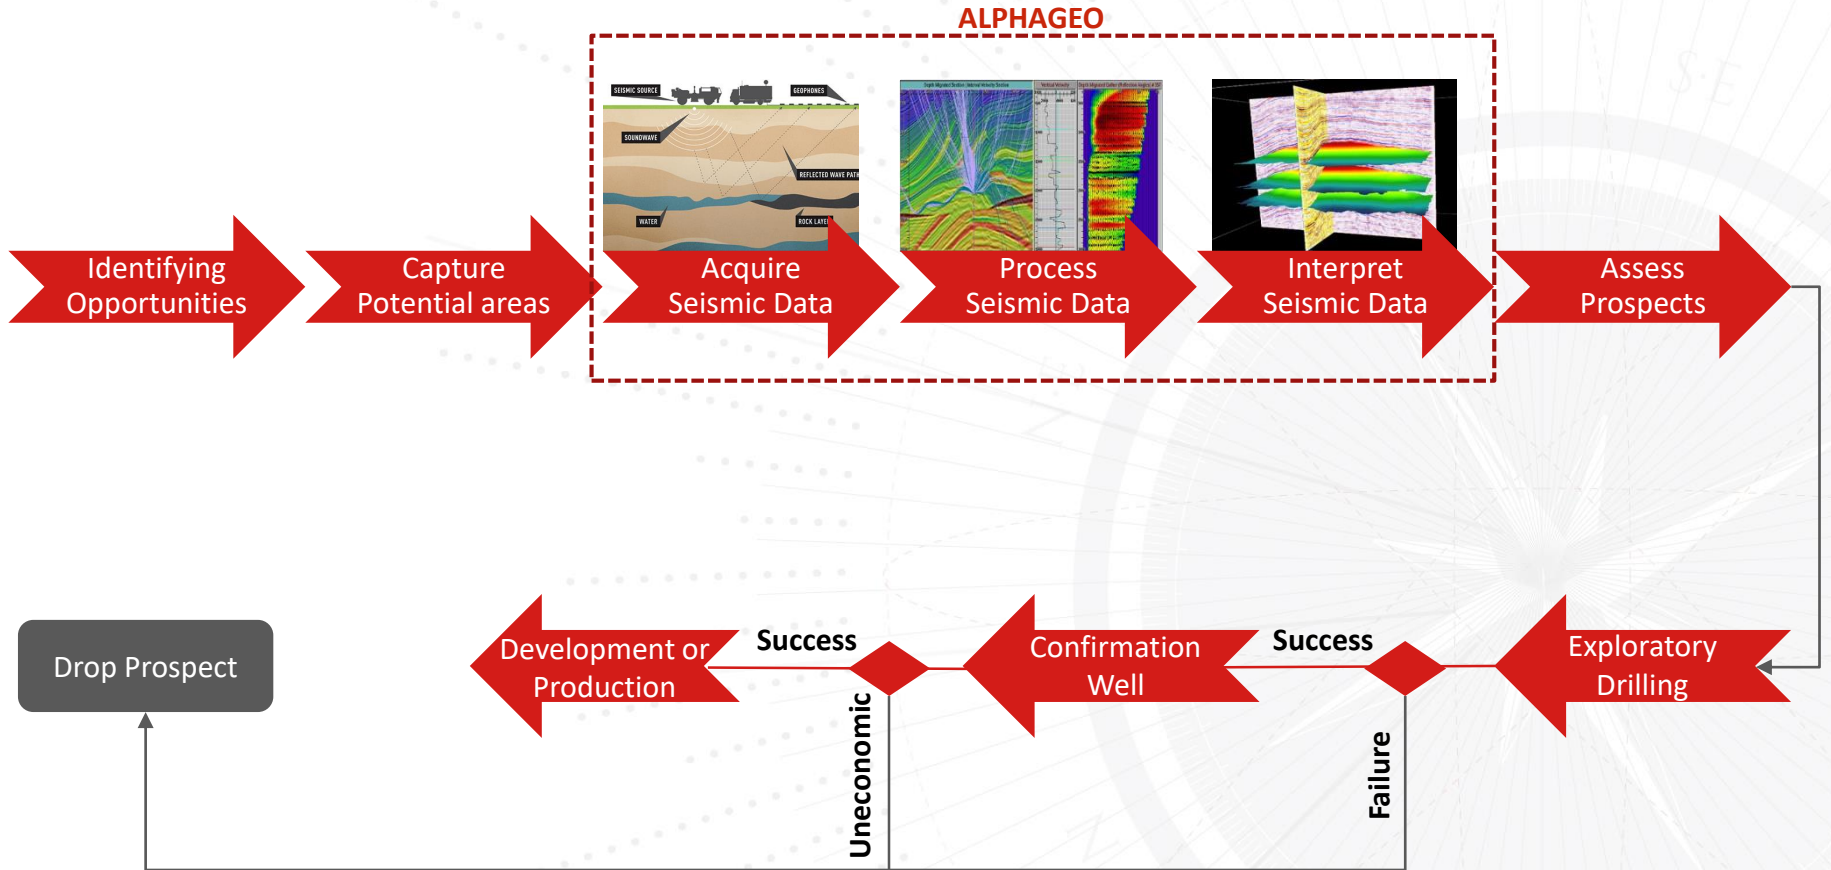 ALPHAGEO
SEISMIC SOURCE
GEOPHONES
SOUNDWAVE
REFLECTED WAVE PATH
WATER
ROCK LAYER
Identifying
Opportunities
Capture
Potential areas
Acquire
Seismic Data
Process
Seismic Data
Interpret
Seismic Data
Assess
Prospects
Drop Prospect
Development or
Production
Success
Uneconomic
Confirmation
Well
Success
Failure
Exploratory
Drilling
S·E